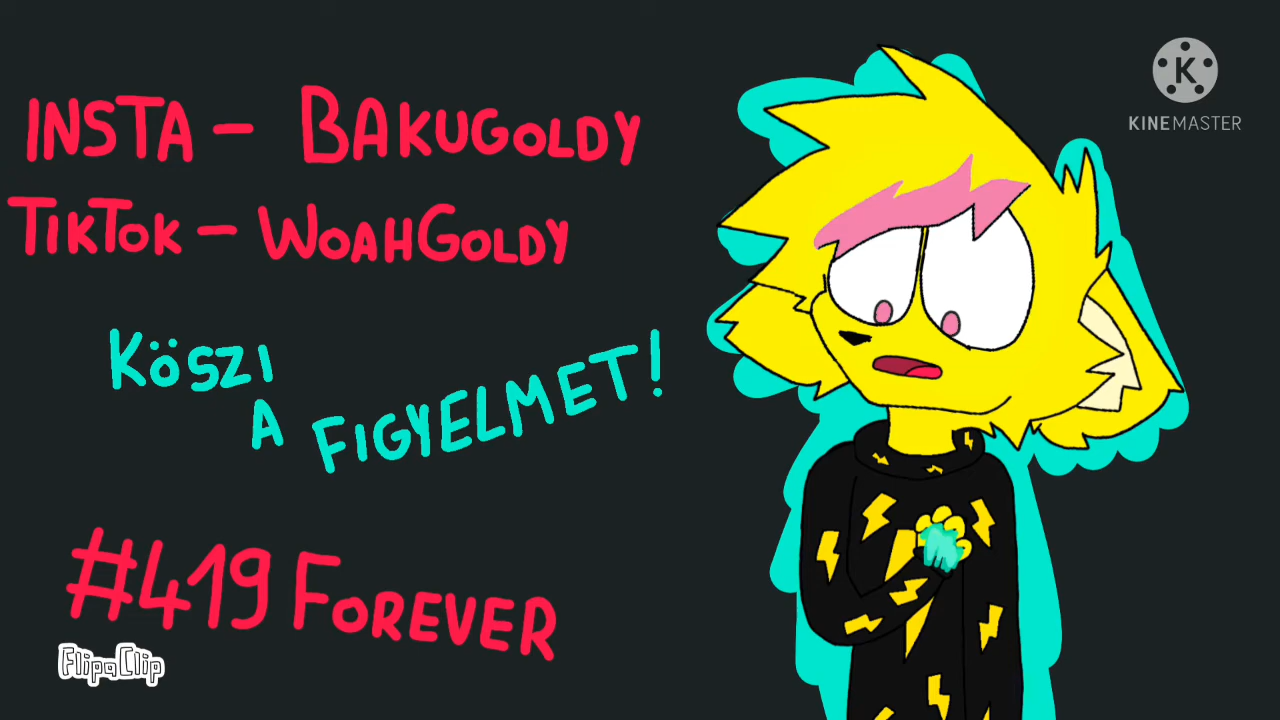 INSTA - BAKUGOLDY
TIKTOK - WOAHGOLDY
KÖSZI
A FIGYELMET!
#419 FOREVER
FlipaClip
K
KINEMASTER